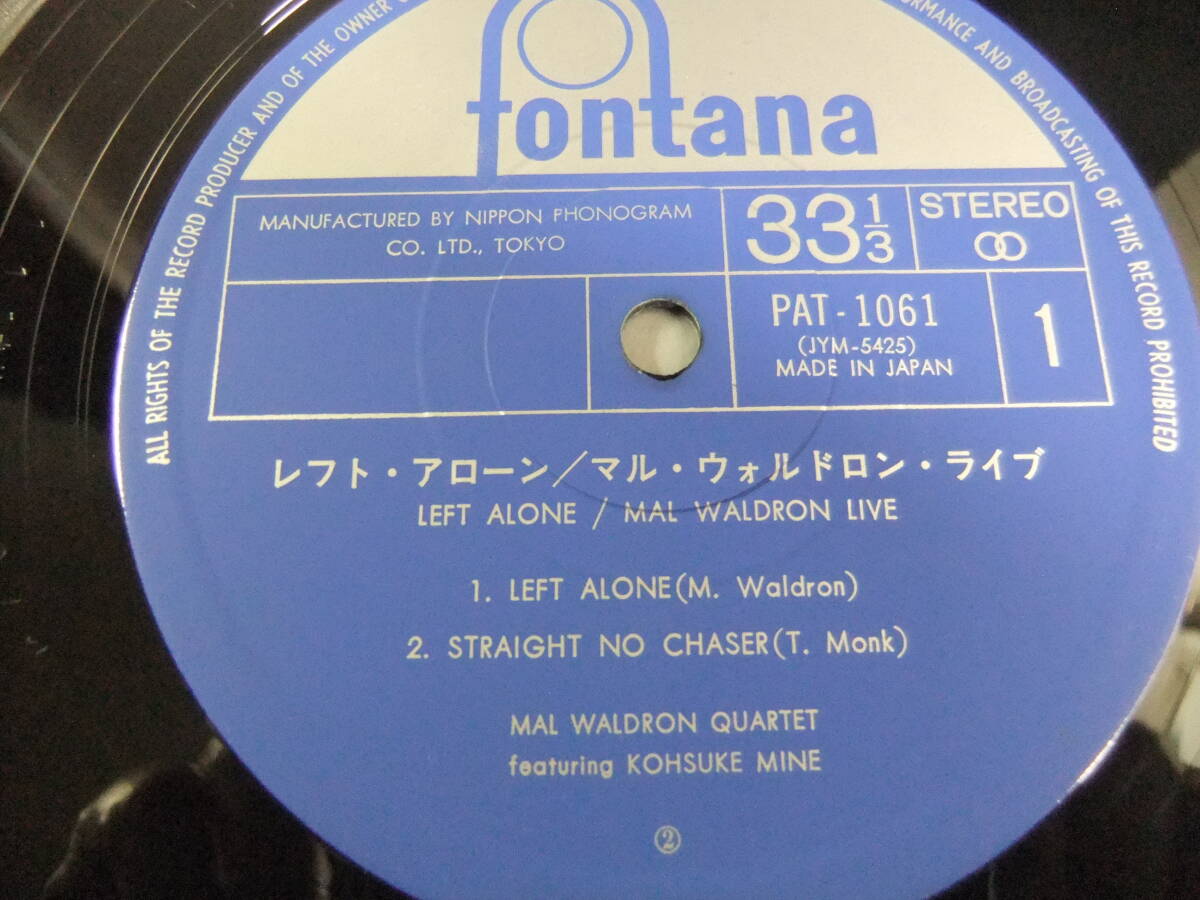 fontana
MANUFACTURED BY NIPPON PHONOGRAM
CO. LTD., TOKYO
33 1/3
STEREO
PAT-1061
(JYM-5425)
MADE IN JAPAN
1
レフト・アローン/マル・ウォルドロン・ライブ
LEFT ALONE / MAL WALDRON LIVE
1. LEFT ALONE(M. Waldron)
2. STRAIGHT NO CHASER(T. Monk)
MAL WALDRON QUARTET
featuring KOHSUKE MINE
②
ALL RIGHTS OF THE RECORD PRODUCER AND OF THE OWNER
AND BROADCASTING OF THIS RECORD PROHIBITED